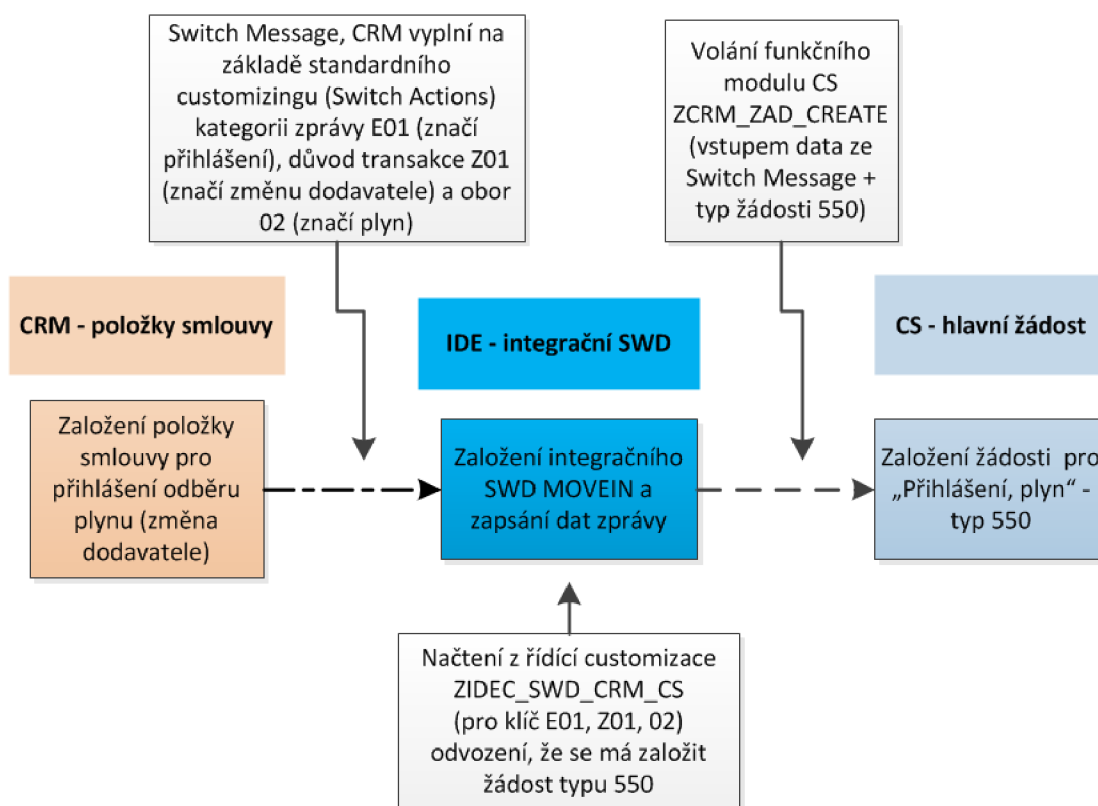 Switch Message, CRM vyplní na
základě standardního
customizingu (Switch Actions)
kategorii zprávy E01 (značí
přihlášení), důvod transakce Z01
(značí změnu dodavatele) a obor
02 (značí plyn)
Volání funkčního
modulu CS
ZCRM_ZAD_CREATE
(vstupem data ze
Switch Message +
typ žádosti 550)
CRM - položky smlouvy
IDE - integrační SWD
CS - hlavní žádost
Založení položky
smlouvy pro
přihlášení odběru
plynu (změna
dodavatele)
Založení integračního
SWD MOVEIN a
zapsání dat zprávy
Založení žádosti pro
„Přihlášení, plyn“ -
typ 550
Načtení z řídící customizace
ZIDEC_SWD_CRM_CS
(pro klíč E01, Z01, 02)
odvození, že se má založit
žádost typu 550